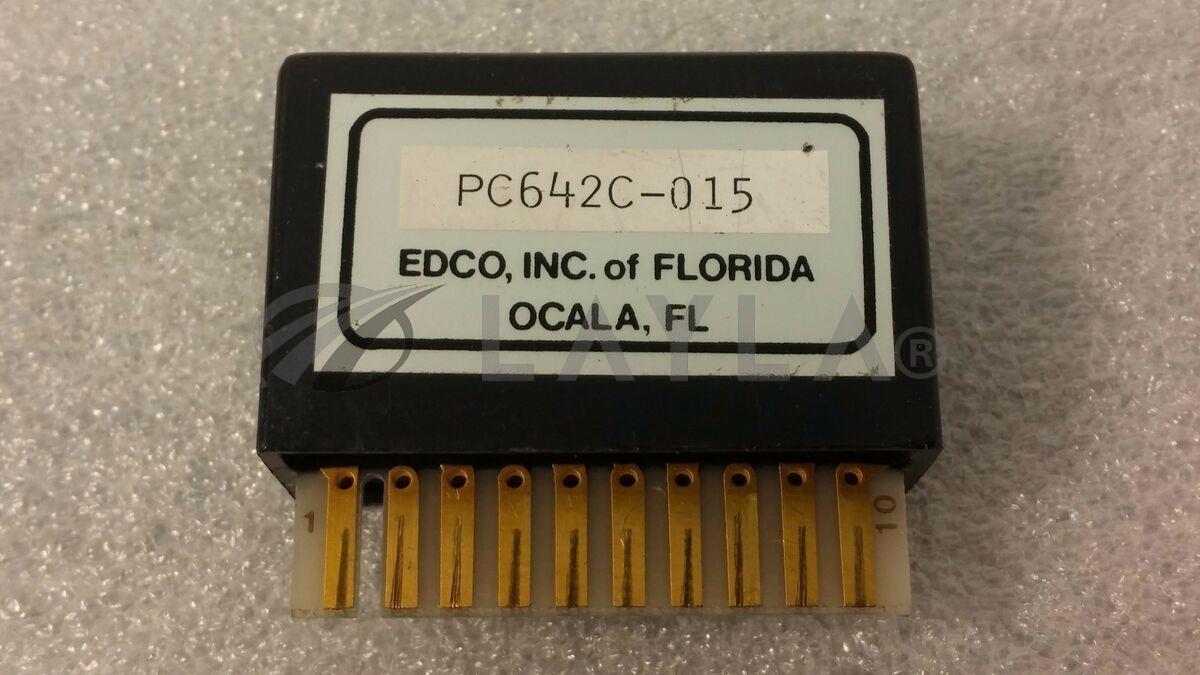 PC642C-015
EDCO, INC. of FLORIDA
OCALA, FL
LAYLA®
1
10